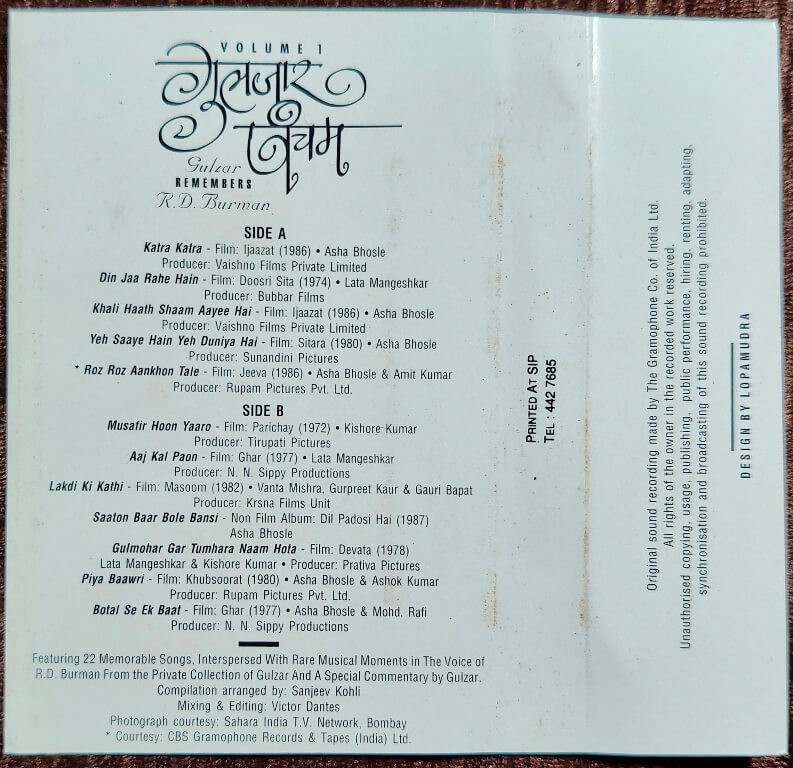 VOLUME 1
गुलज़ार
पंचम
Gulzar
REMEMBERS
R.D. Burman
SIDE A
Katra Katra - Film: Ijaazat (1986) • Asha Bhosle
Producer: Vaishno Films Private Limited
Din Jaa Rahe Hain - Film: Doosri Sita (1974) • Lata Mangeshkar
Producer: Bubbar Films
Khali Haath Shaam Aayee Hai - Film: Ijaazat (1986) • Asha Bhosle
Producer: Vaishno Films Private Limited
Yeh Saaye Hain Yeh Duniya Hai - Film: Sitara (1980) • Asha Bhosle
Producer: Sunandini Pictures
* Roz Roz Aankhon Tale - Film: Jeeva (1986) • Asha Bhosle & Amit Kumar
Producer: Rupam Pictures Pvt. Ltd.
SIDE B
Musafir Hoon Yaaro - Film: Parichay (1972) • Kishore Kumar
Producer: Tirupati Pictures
Aaj Kal Paon - Film: Ghar (1977) • Lata Mangeshkar
Producer: N. N. Sippy Productions
Lakdi Ki Kathi - Film: Masoom (1982) • Vanta Mishra, Gurpreet Kaur & Gauri Bapat
Producer: Krsna Films Unit
Saaton Baar Bole Bansi - Non Film Album: Dil Padosi Hai (1987)
Asha Bhosle
Gulmohar Gar Tumhara Naam Hota - Film: Devata (1978)
Lata Mangeshkar & Kishore Kumar • Producer: Prativa Pictures
Piya Baawri - Film: Khubsoorat (1980) • Asha Bhosle & Ashok Kumar
Producer: Rupam Pictures Pvt. Ltd.
Botal Se Ek Baat - Film: Ghar (1977) • Asha Bhosle & Mohd. Rafi
Producer: N. N. Sippy Productions
Featuring 22 Memorable Songs, Interspersed With Rare Musical Moments in The Voice of
R.D. Burman From the Private Collection of Gulzar And A Special Commentary by Gulzar.
Compilation arranged by: Sanjeev Kohli
Mixing & Editing: Victor Dantes
Photograph courtesy: Sahara India T.V. Network, Bombay
* Courtesy: CBS Gramophone Records & Tapes (India) Ltd.
PRINTED AT SIP
TEL : 442 7685
Original sound recording made by The Gramophone Co. of India Ltd.
All rights of the owner in the recorded work reserved.
Unauthorised copying, usage, publishing, public performance, hiring, renting, adapting,
synchronisation and broadcasting of this sound recording prohibited.
DESIGN BY LOPAMUDRA